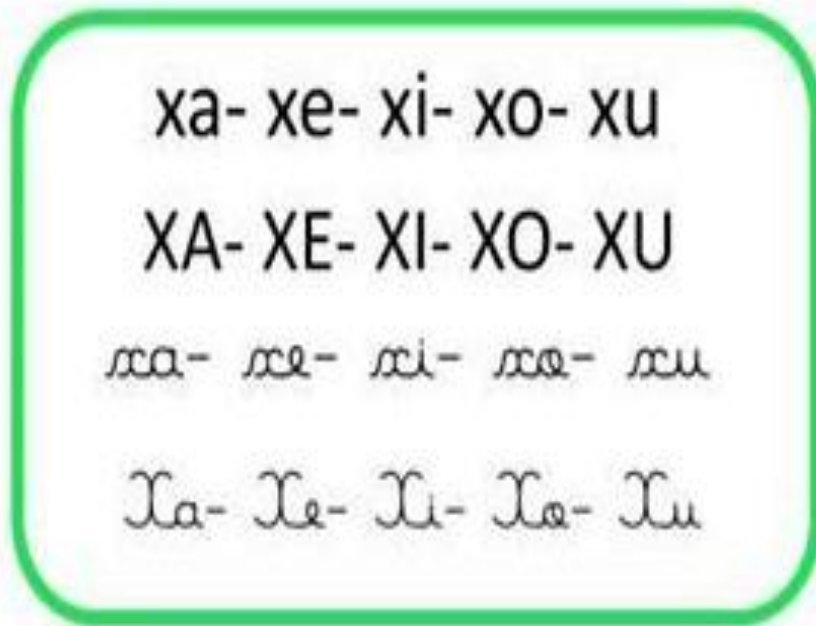 xa- xe- xi- xo- xu
XA- XE- XI- XO- XU
xa- xe- xi- xo- xu
Xa- Xe- Xi- Xo- Xu